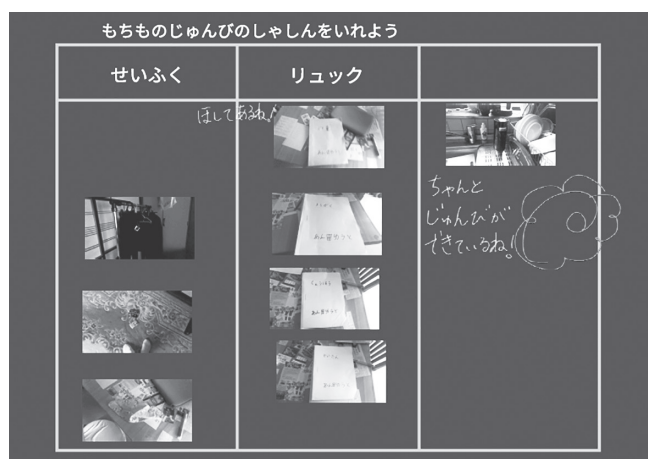 もちもののじゅんびのしゃしんをいれよう
せいふく
リュック
ほしてあるね!
ちゃんと
じゅんびが
できているね!